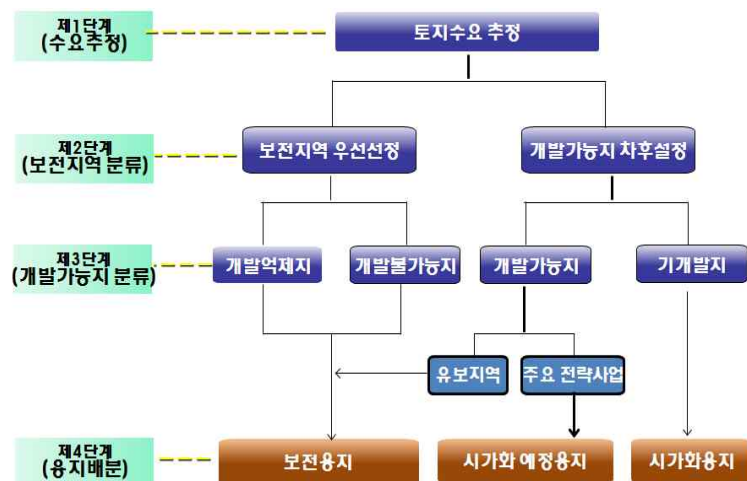 제1단계
(수요추정)
토지수요 추정
제2단계
(보전지역 분류)
보전지역 우선선정
개발가능지 차후설정
제3단계
(개발가능지 분류)
개발억제지
개발불가능지
개발가능지
기개발지
유보지역
주요 전략사업
제4단계
(용지배분)
보전용지
시가화 예정용지
시가화용지